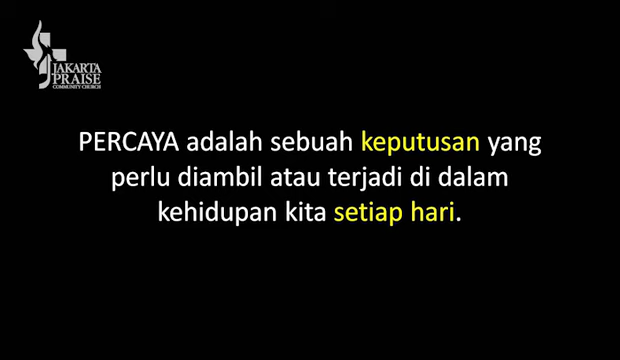 JAKARTA
PRAISE
COMMUNITY CHURCH
PERCAYA adalah sebuah keputusan yang
perlu diambil atau terjadi di dalam
kehidupan kita setiap hari.